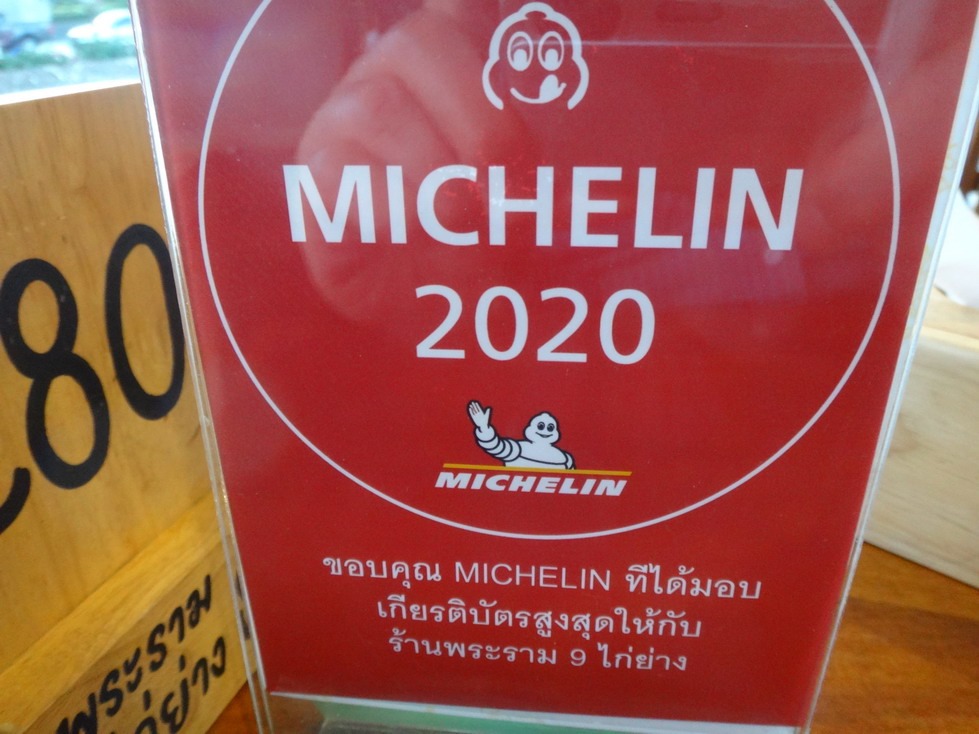 MICHELIN
2020
MICHELIN
ขอบคุณ MICHELIN ที่ได้มอบ
เกียรติบัตรสูงสุดให้กับ
ร้านพระราม 9 ไก่ย่าง
80
พระราม
ย่าง